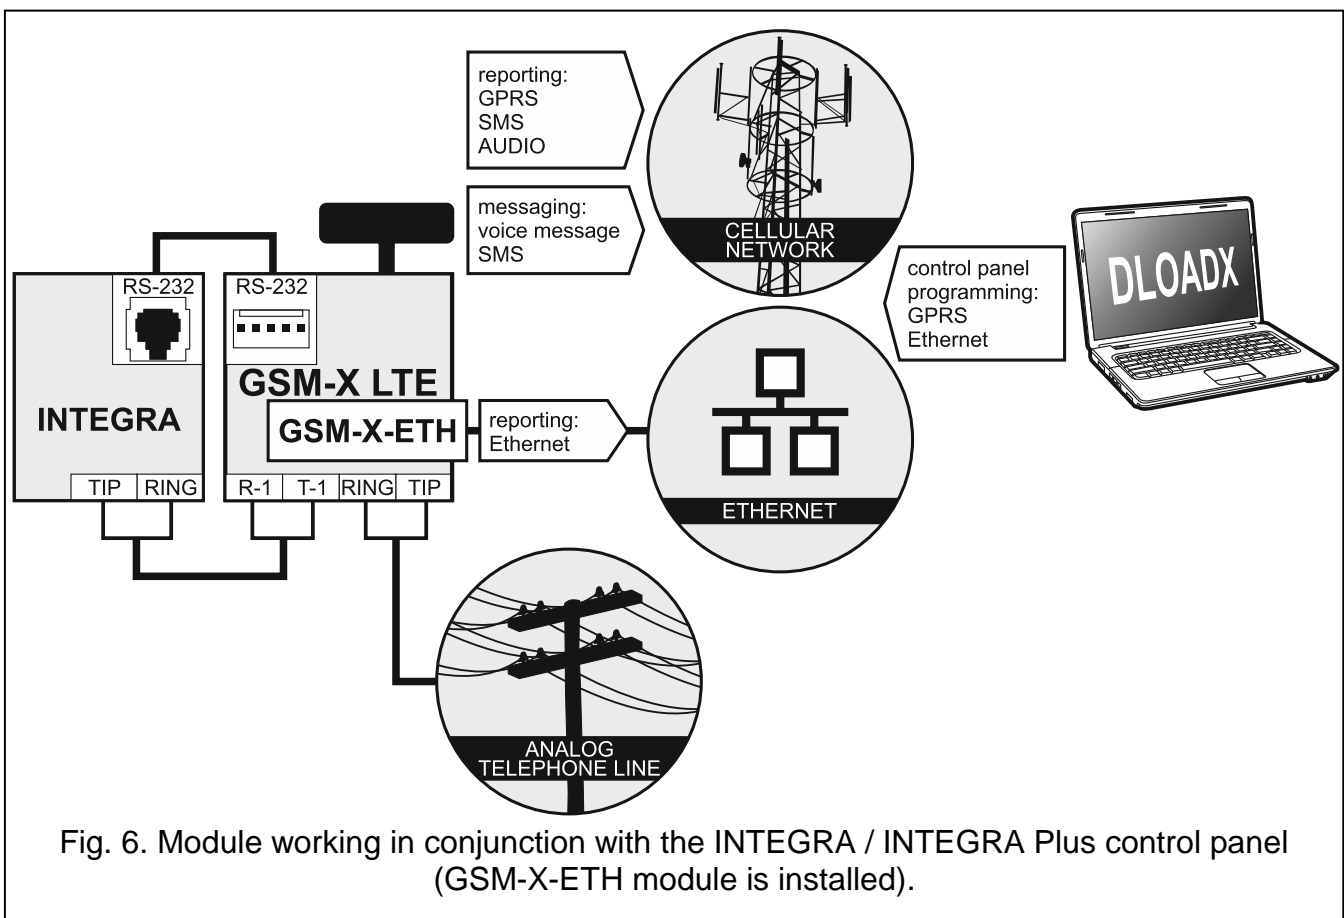 reporting:
GPRS
SMS
AUDIO
messaging:
voice message
SMS
CELLULAR
NETWORK
control panel
programming:
GPRS
Ethernet
DLOADX
RS-232
RS-232
INTEGRA
GSM-X LTE
GSM-X-ETH
reporting:
Ethernet
ETHERNET
TIP RING
R-1 T-1 RING TIP
ANALOG
TELEPHONE LINE
Fig. 6. Module working in conjunction with the INTEGRA / INTEGRA Plus control panel
(GSM-X-ETH module is installed).